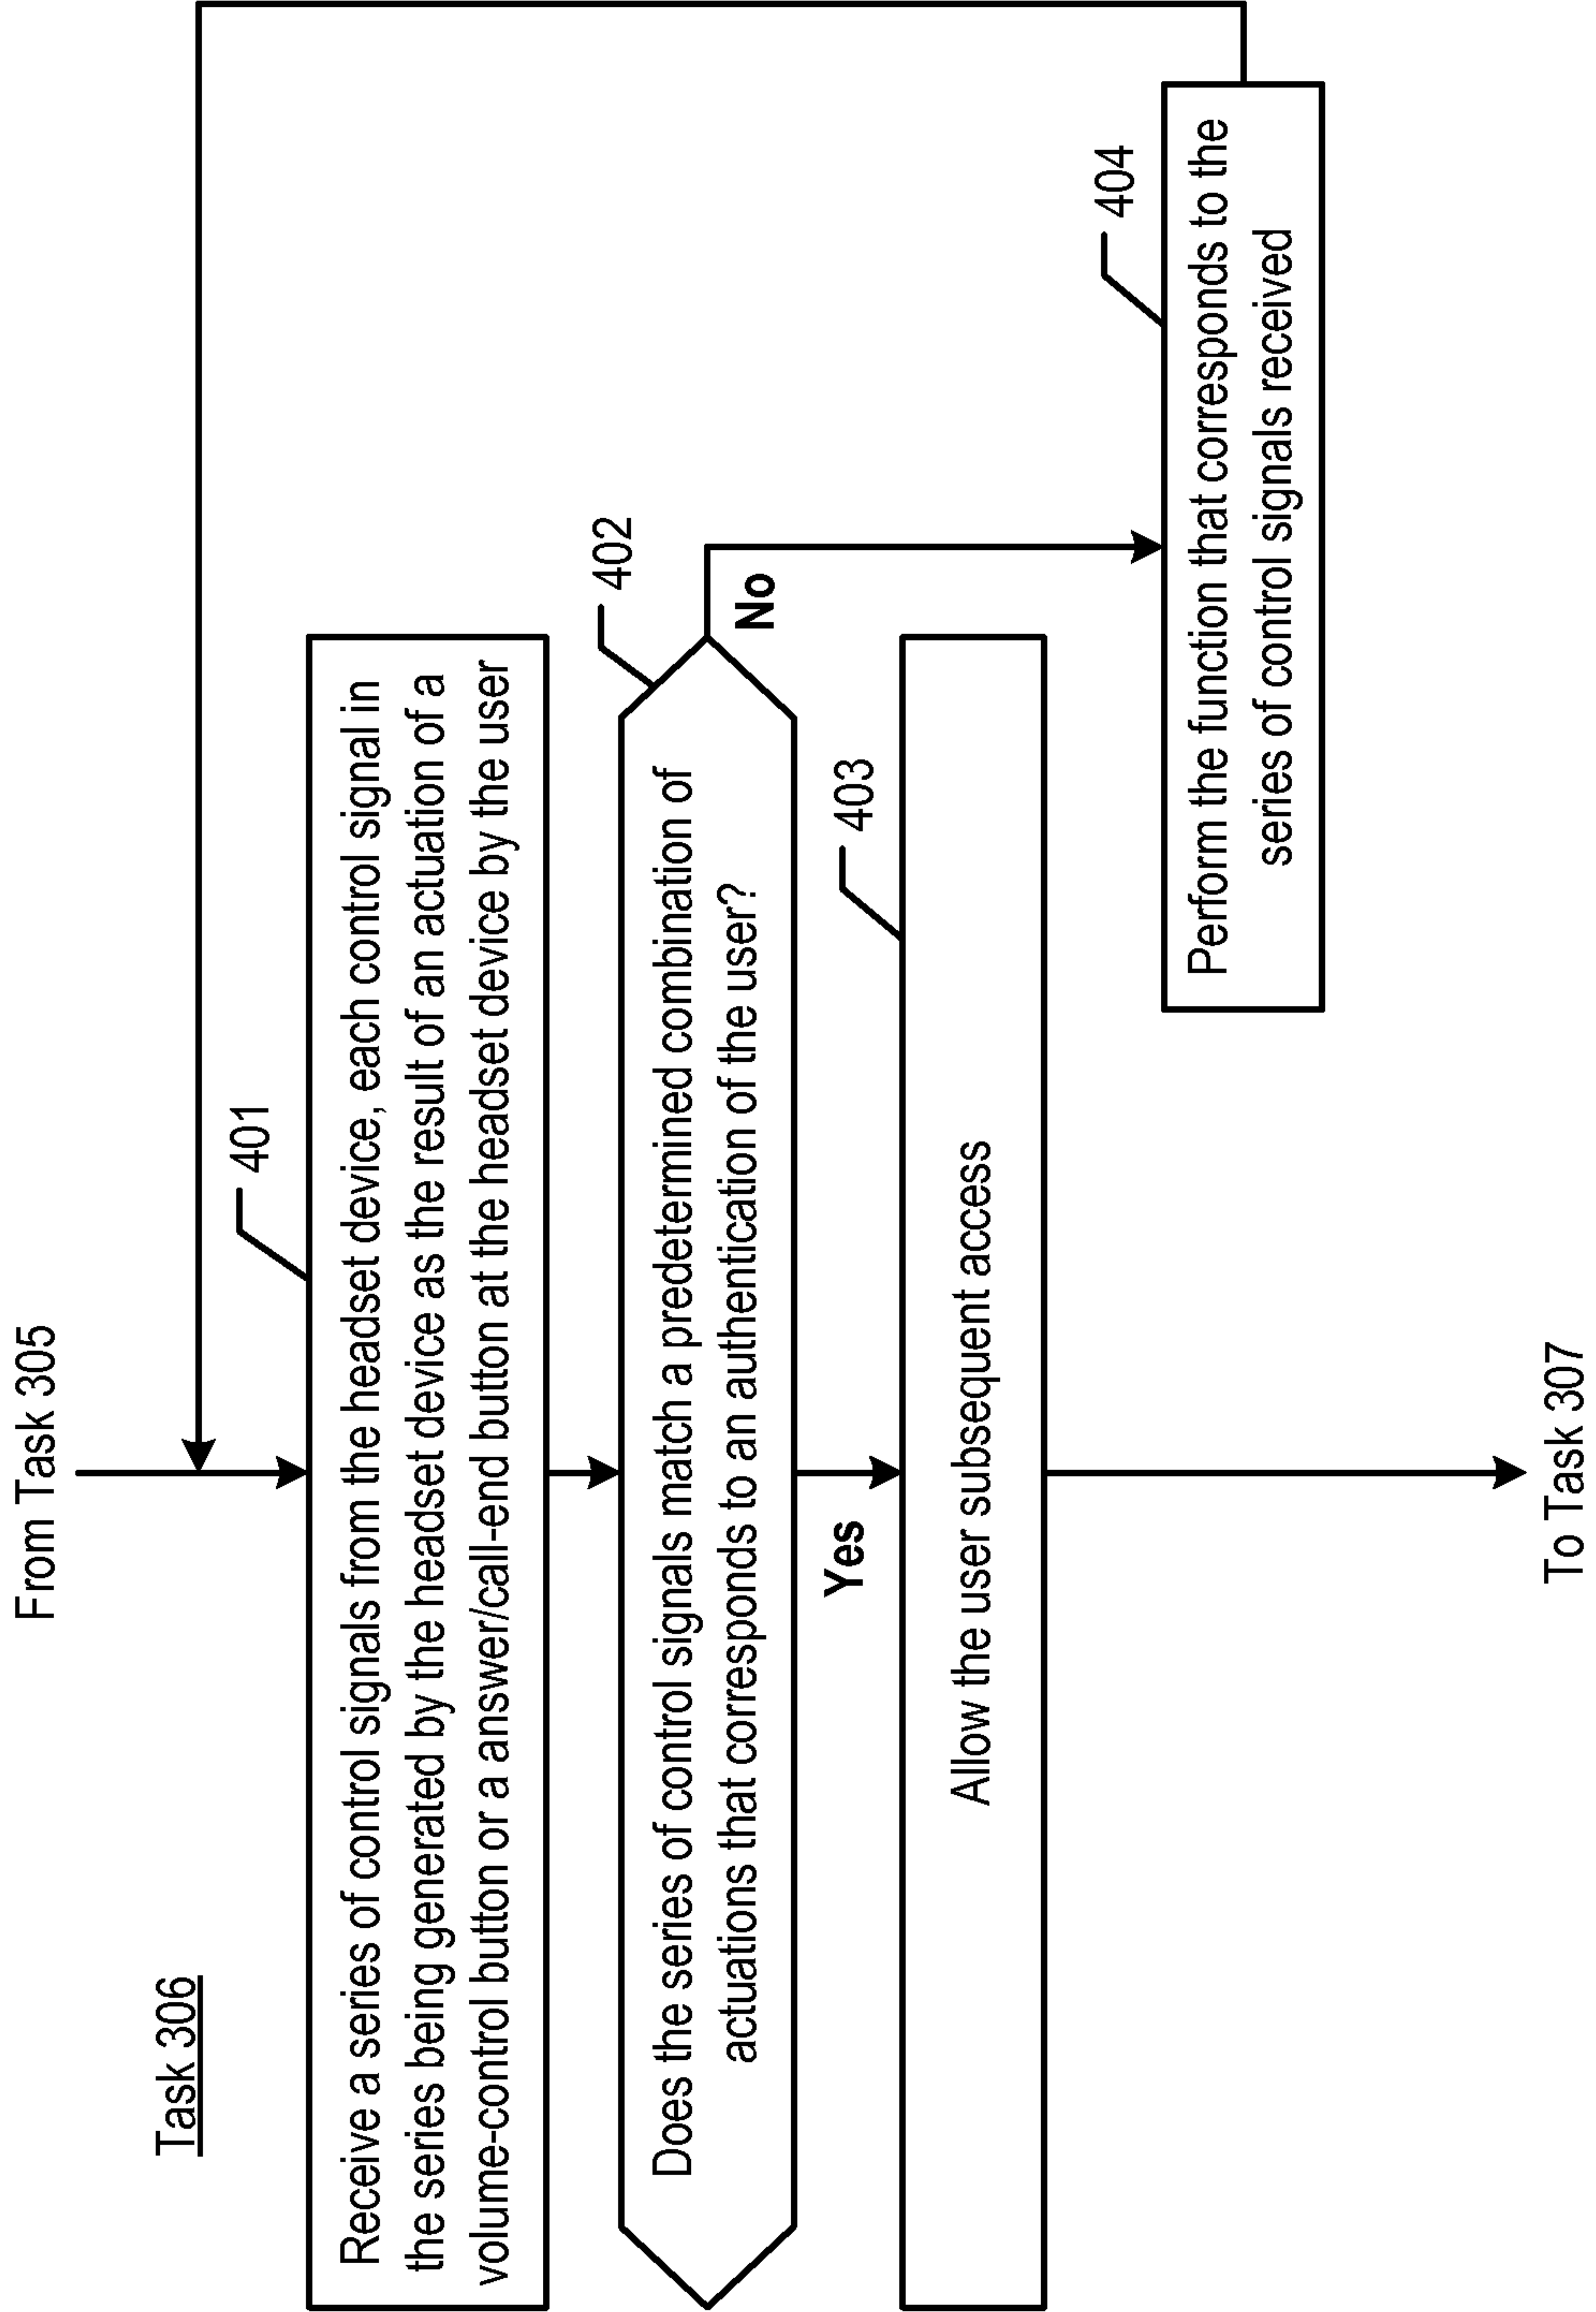 From Task 305
Task 306
401
Receive a series of control signals from the headset device, each control signal in
the series being generated by the headset device as the result of an actuation of a
volume-control button or a answer/call-end button at the headset device by the user
402
Does the series of control signals match a predetermined combination of
actuations that corresponds to an authentication of the user?
No
Yes
403
Allow the user subsequent access
404
Perform the function that corresponds to the
series of control signals received
To Task 307